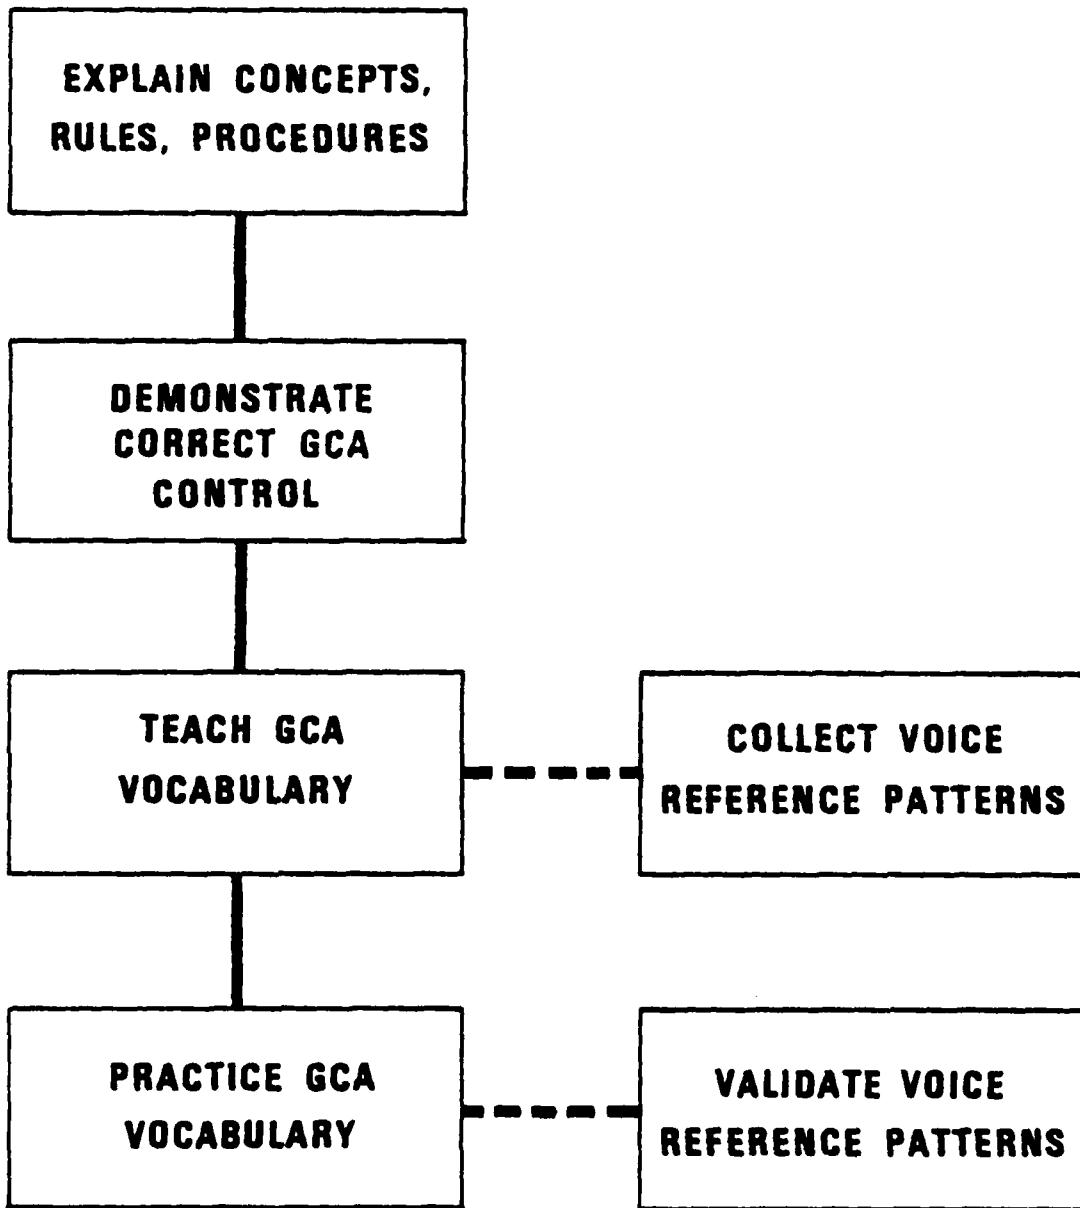 EXPLAIN CONCEPTS,
RULES, PROCEDURES
DEMONSTRATE
CORRECT GCA
CONTROL
TEACH GCA
VOCABULARY
COLLECT VOICE
REFERENCE PATTERNS
PRACTICE GCA
VOCABULARY
VALIDATE VOICE
REFERENCE PATTERNS